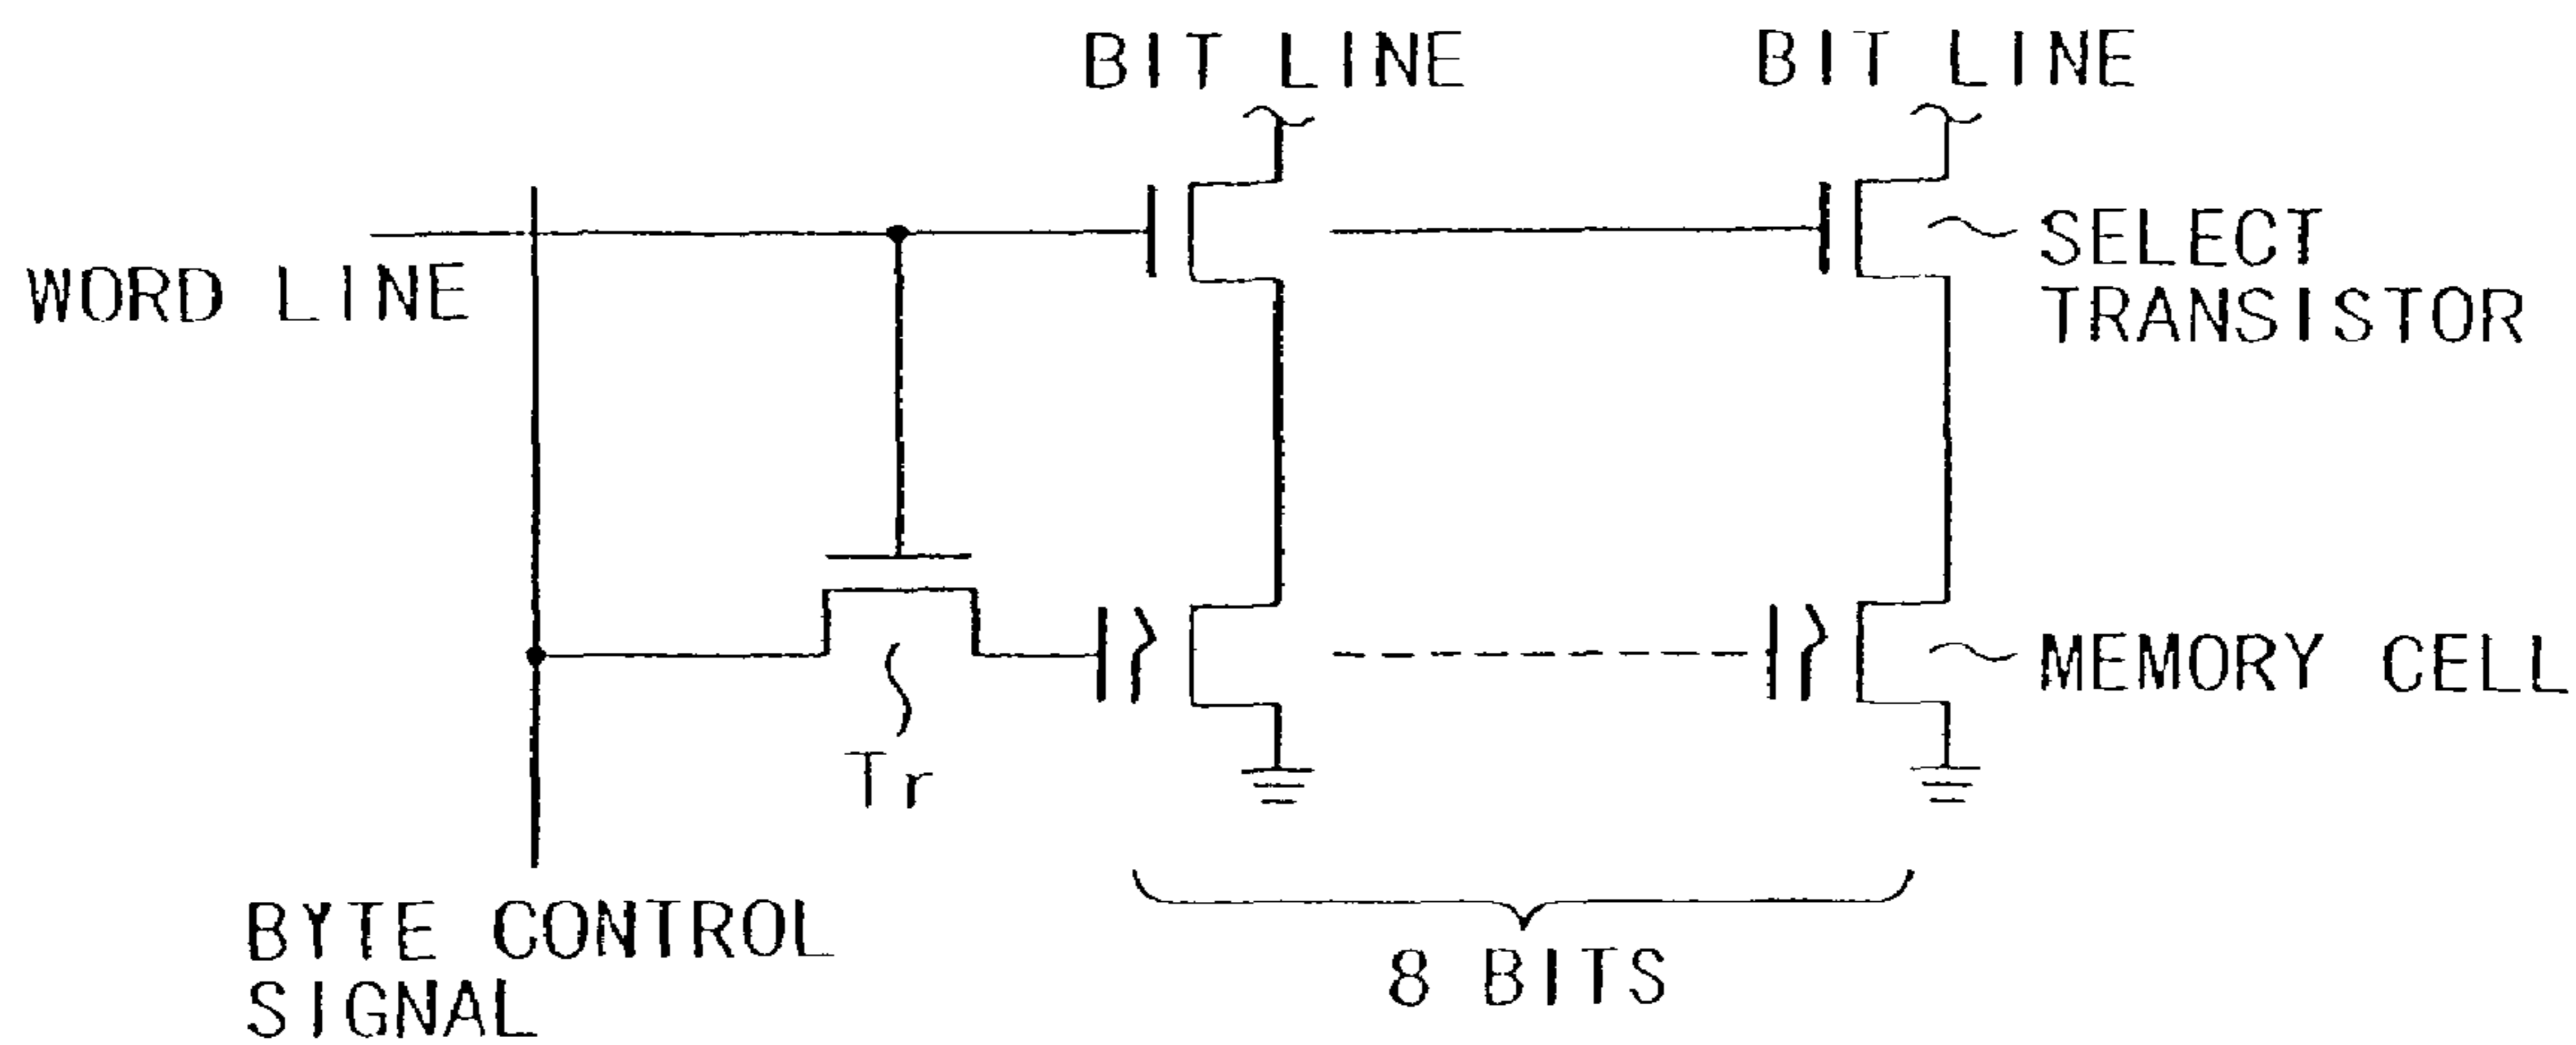 BIT LINE
BIT LINE
WORD LINE
SELECT
TRANSISTOR
MEMORY CELL
Tr
BYTE CONTROL
SIGNAL
8 BITS